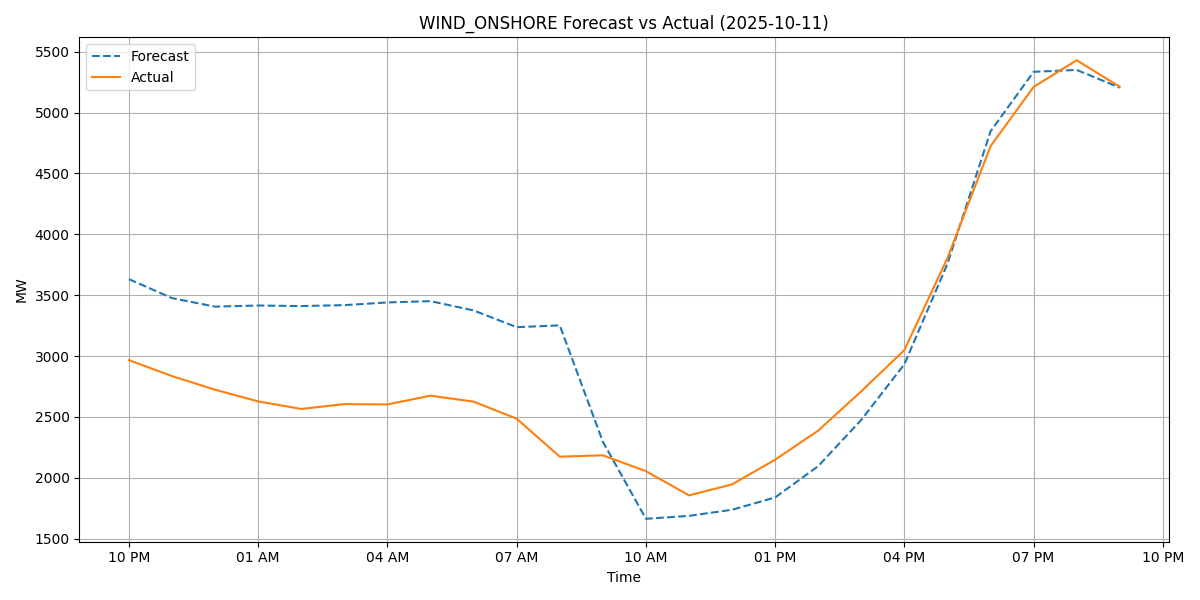 WIND_ONSHORE Forecast vs Actual (2025-10-11)
Forecast
Actual
5500
5000
4500
4000
3500
3000
2500
2000
1500
MW
10 PM 01 AM 04 AM 07 AM 10 AM 01 PM 04 PM 07 PM 10 PM
Time